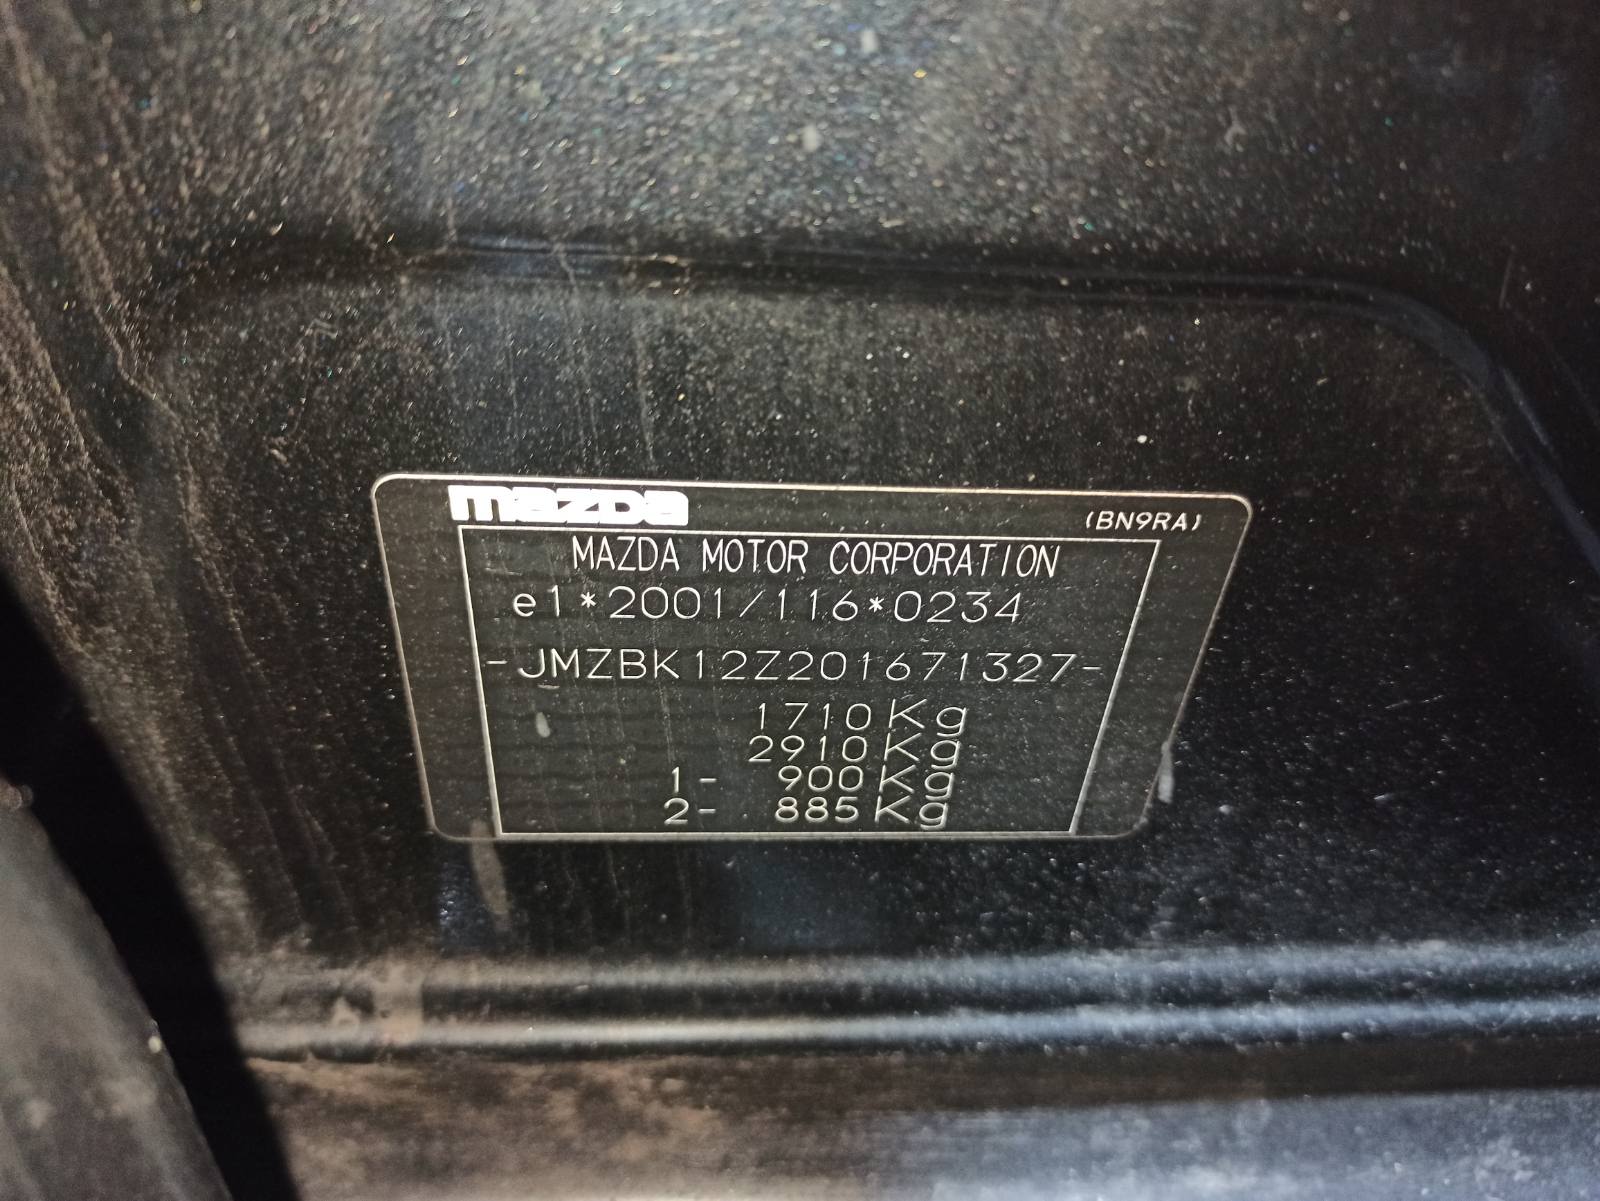 mazda
(BN9RA)
MAZDA MOTOR CORPORATION
e1*2001/116*0234
-JMZBK12Z201671327-
1710Kg
2910Kg
1- 900Kg
2- 885Kg